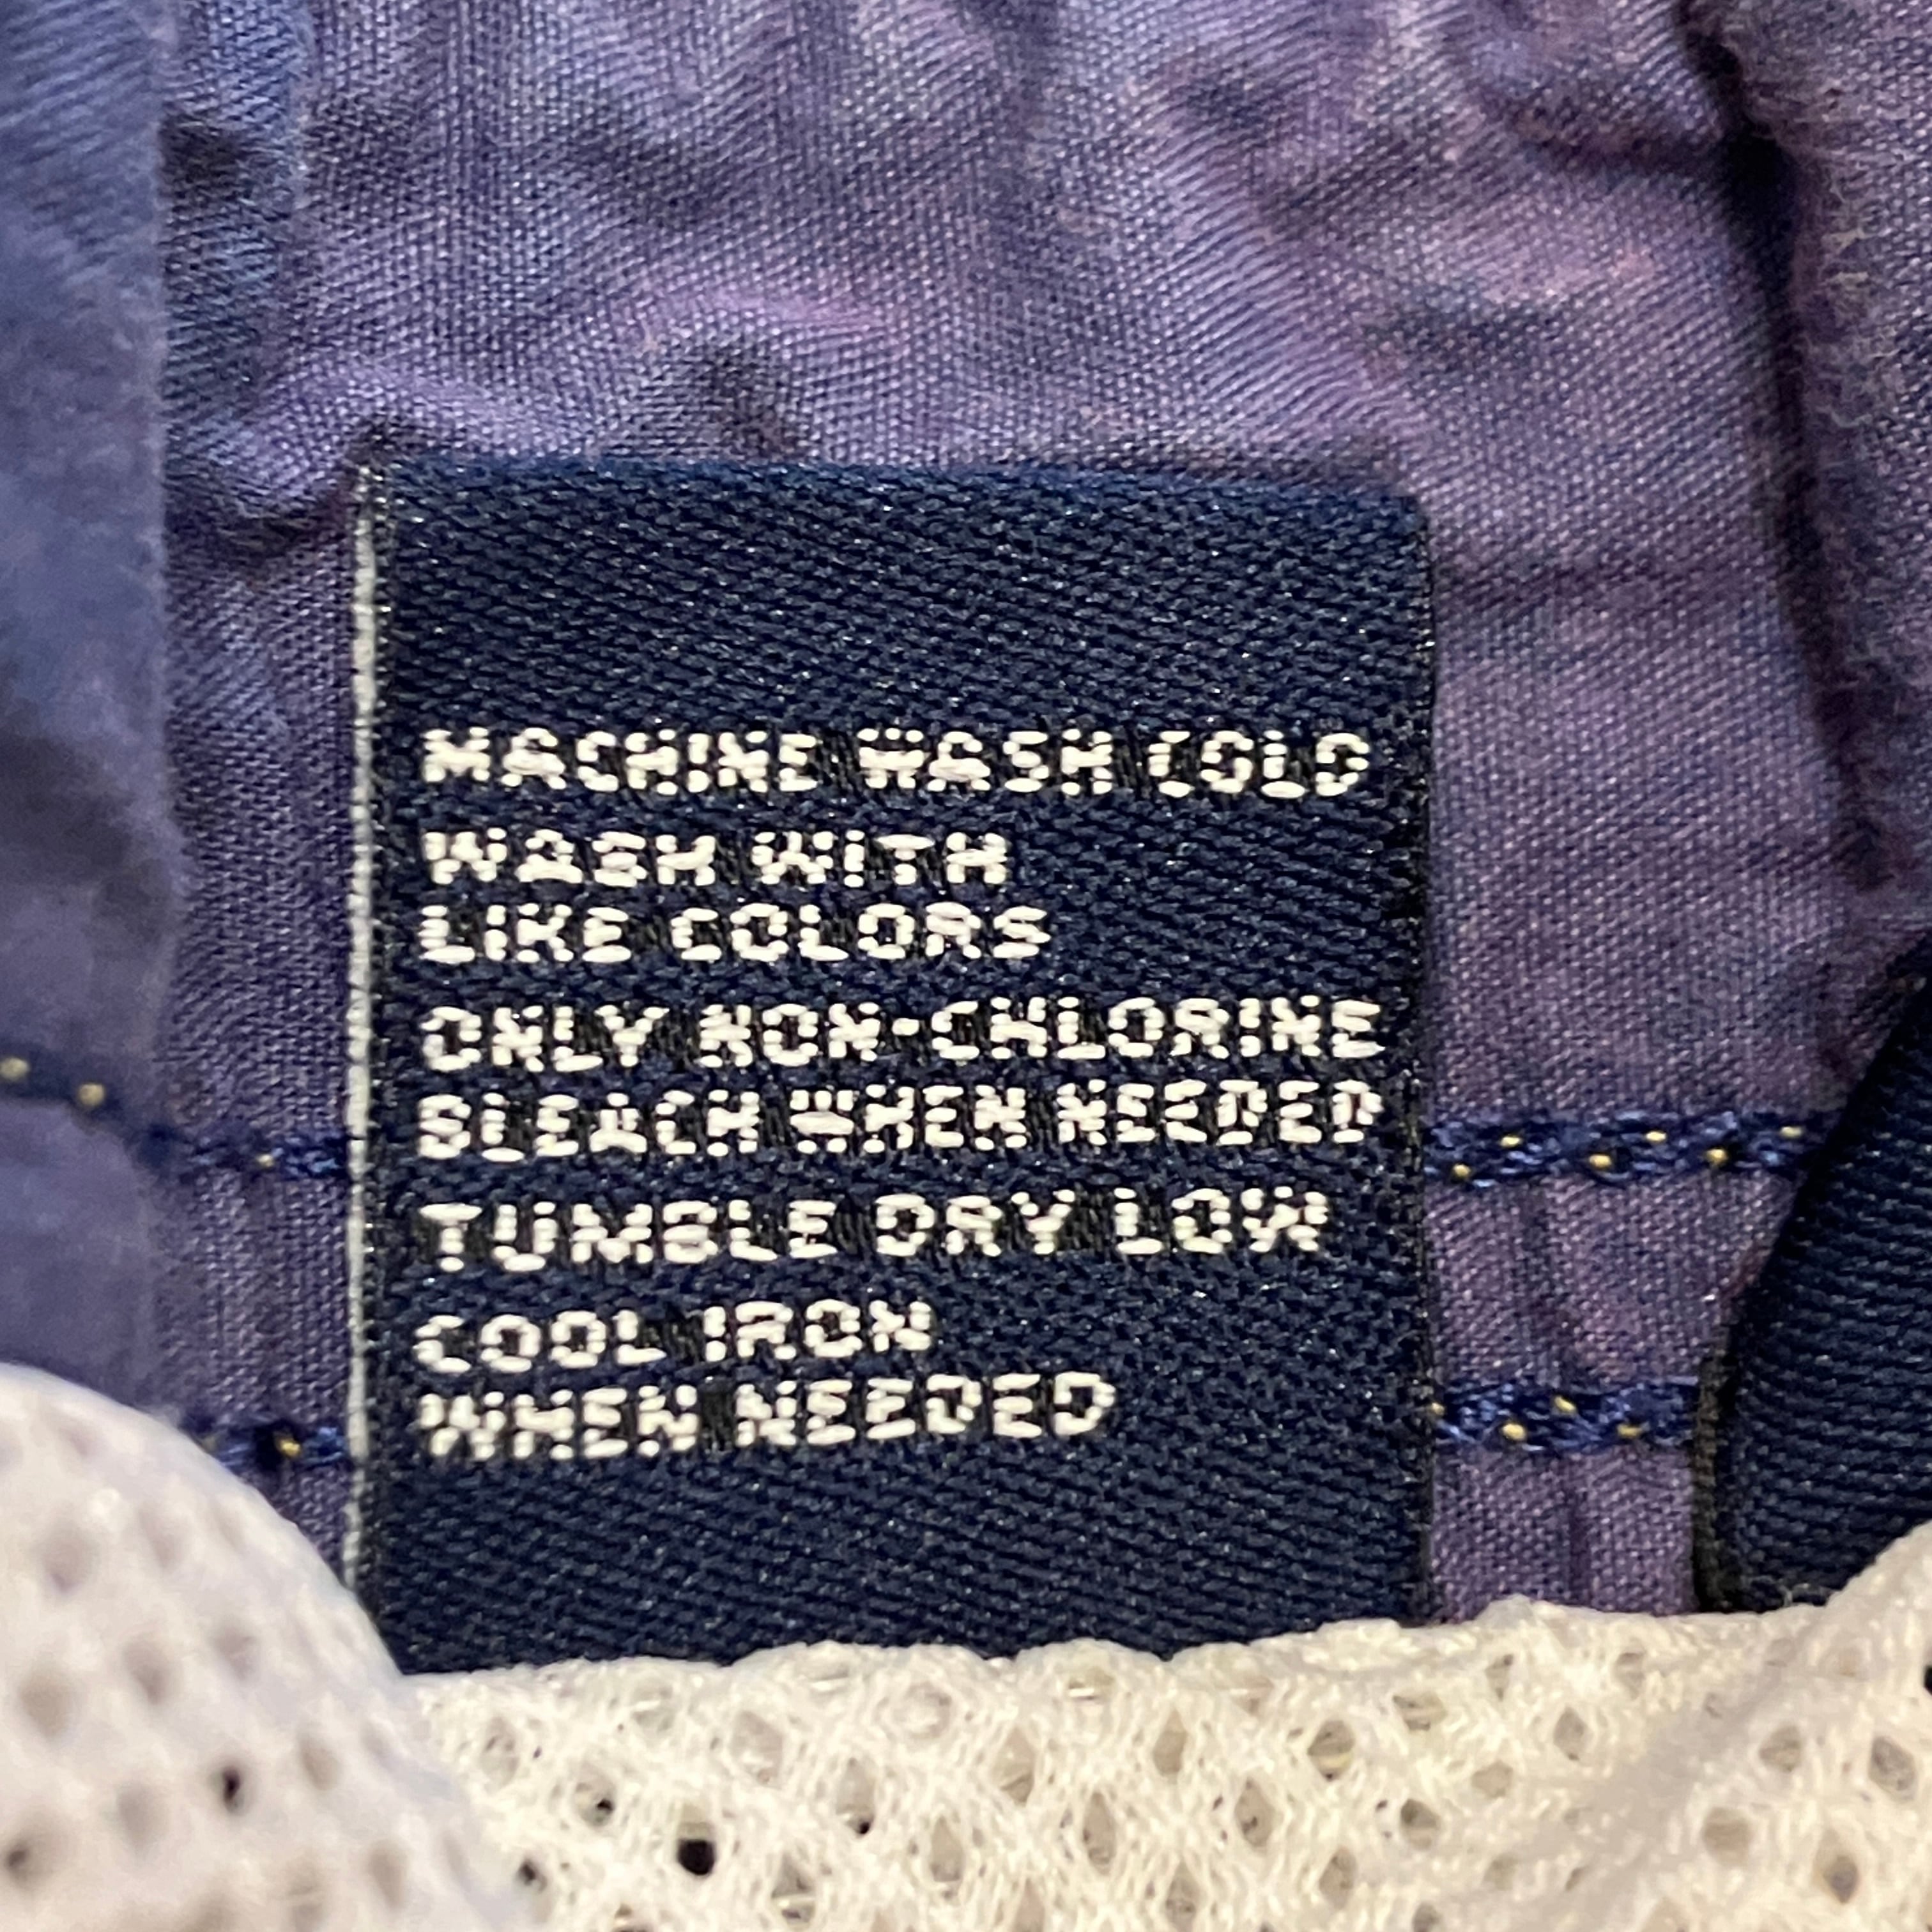 MACHINE WASH COLD
WASH WITH
LIKE COLORS
ONLY NON-CHLORINE
BLEACH WHEN NEEDED
TUMBLE DRY LOW
COOL IRON
WHEN NEEDED